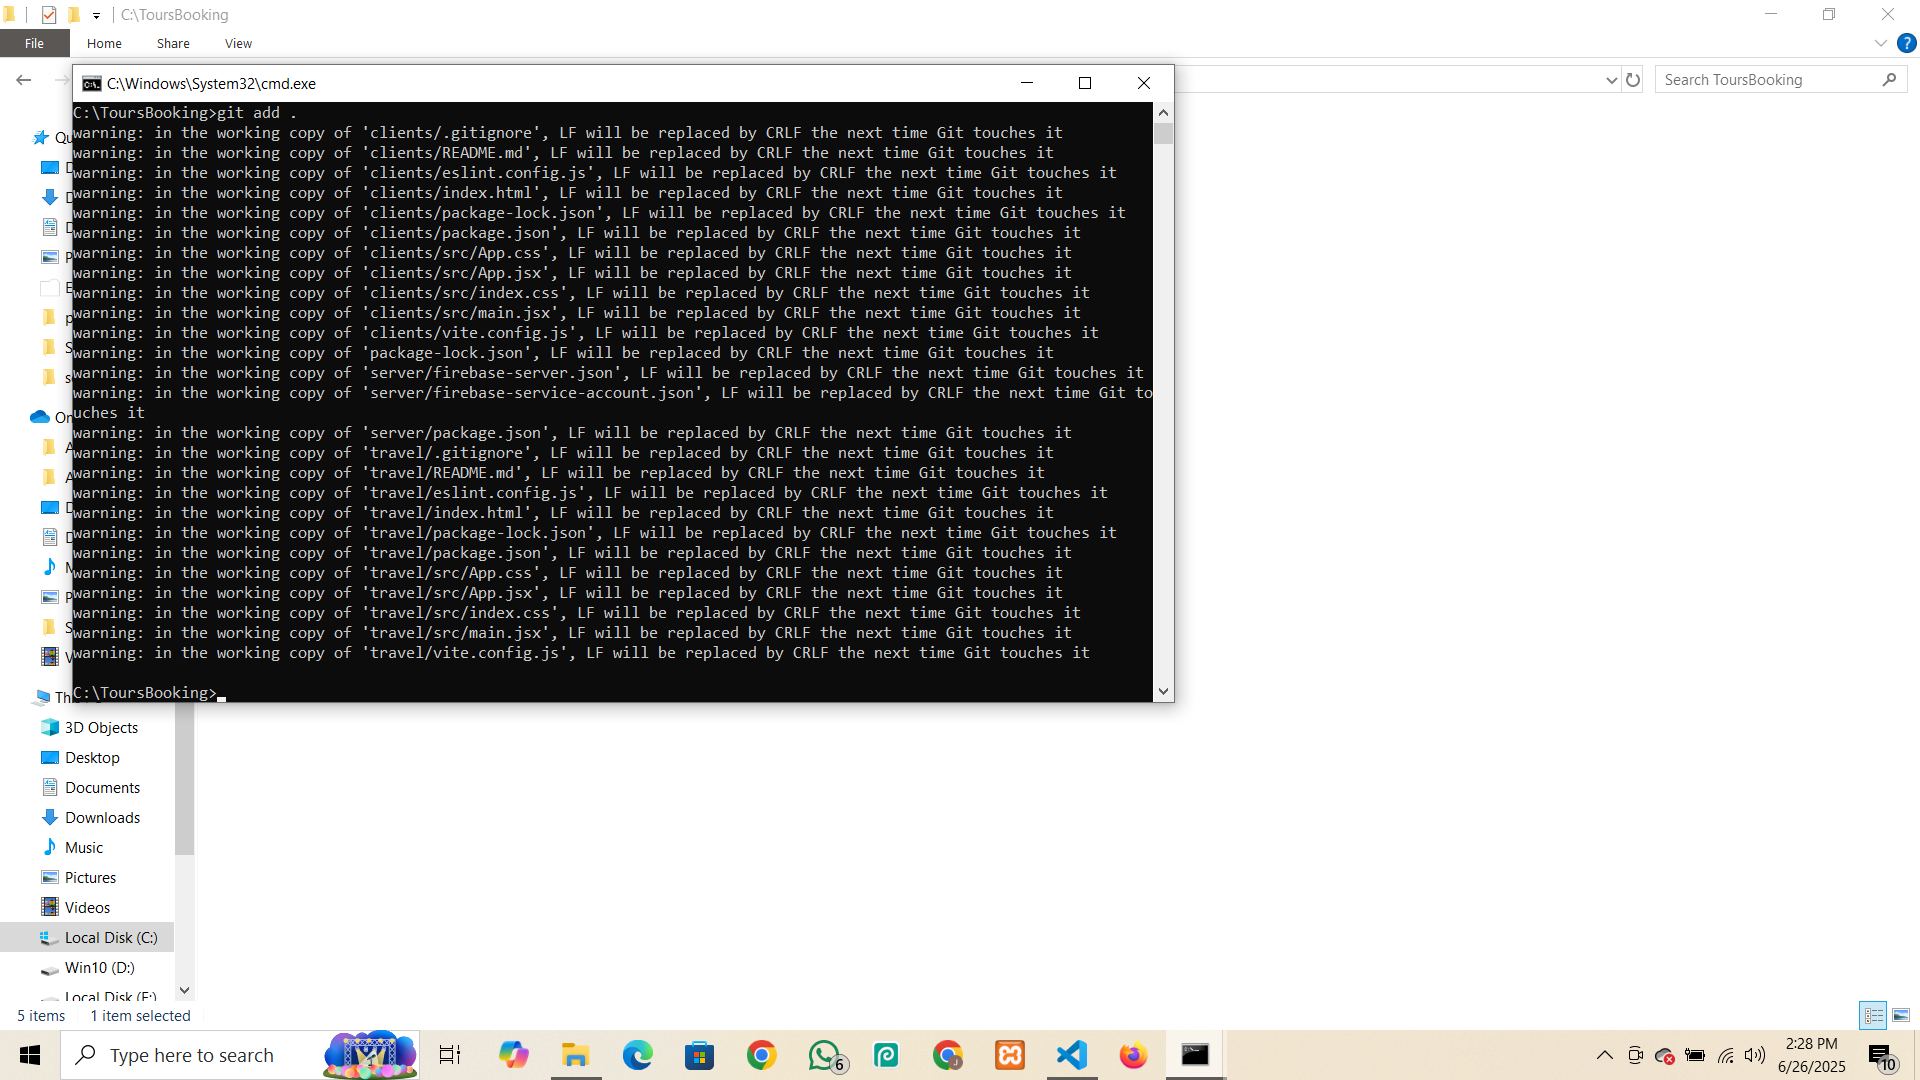 C:\ToursBooking
File Home Share View
Search ToursBooking
C:\Windows\System32\cmd.exe
C:\ToursBooking>git add .
warning: in the working copy of 'clients/.gitignore', LF will be replaced by CRLF the next time Git touches it
warning: in the working copy of 'clients/README.md', LF will be replaced by CRLF the next time Git touches it
warning: in the working copy of 'clients/eslint.config.js', LF will be replaced by CRLF the next time Git touches it
warning: in the working copy of 'clients/index.html', LF will be replaced by CRLF the next time Git touches it
warning: in the working copy of 'clients/package-lock.json', LF will be replaced by CRLF the next time Git touches it
warning: in the working copy of 'clients/package.json', LF will be replaced by CRLF the next time Git touches it
warning: in the working copy of 'clients/src/App.css', LF will be replaced by CRLF the next time Git touches it
warning: in the working copy of 'clients/src/App.jsx', LF will be replaced by CRLF the next time Git touches it
warning: in the working copy of 'clients/src/index.css', LF will be replaced by CRLF the next time Git touches it
warning: in the working copy of 'clients/src/main.jsx', LF will be replaced by CRLF the next time Git touches it
warning: in the working copy of 'clients/vite.config.js', LF will be replaced by CRLF the next time Git touches it
warning: in the working copy of 'package-lock.json', LF will be replaced by CRLF the next time Git touches it
warning: in the working copy of 'server/firebase-server.json', LF will be replaced by CRLF the next time Git touches it
warning: in the working copy of 'server/firebase-service-account.json', LF will be replaced by CRLF the next time Git to
uches it
warning: in the working copy of 'server/package.json', LF will be replaced by CRLF the next time Git touches it
warning: in the working copy of 'travel/.gitignore', LF will be replaced by CRLF the next time Git touches it
warning: in the working copy of 'travel/README.md', LF will be replaced by CRLF the next time Git touches it
warning: in the working copy of 'travel/eslint.config.js', LF will be replaced by CRLF the next time Git touches it
warning: in the working copy of 'travel/index.html', LF will be replaced by CRLF the next time Git touches it
warning: in the working copy of 'travel/package-lock.json', LF will be replaced by CRLF the next time Git touches it
warning: in the working copy of 'travel/package.json', LF will be replaced by CRLF the next time Git touches it
warning: in the working copy of 'travel/src/App.css', LF will be replaced by CRLF the next time Git touches it
warning: in the working copy of 'travel/src/App.jsx', LF will be replaced by CRLF the next time Git touches it
warning: in the working copy of 'travel/src/index.css', LF will be replaced by CRLF the next time Git touches it
warning: in the working copy of 'travel/src/main.jsx', LF will be replaced by CRLF the next time Git touches it
warning: in the working copy of 'travel/vite.config.js', LF will be replaced by CRLF the next time Git touches it
C:\ToursBooking>
3D Objects
Desktop
Documents
Downloads
Music
Pictures
Videos
Local Disk (C:)
Win10 (D:)
Local Disk (E:)
5 items 1 item selected
Type here to search
6
2:28 PM
6/26/2025
10